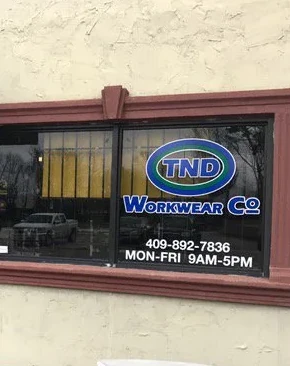 TND
WORKWEAR CO
409-892-7836
MON-FRI 9AM-5PM